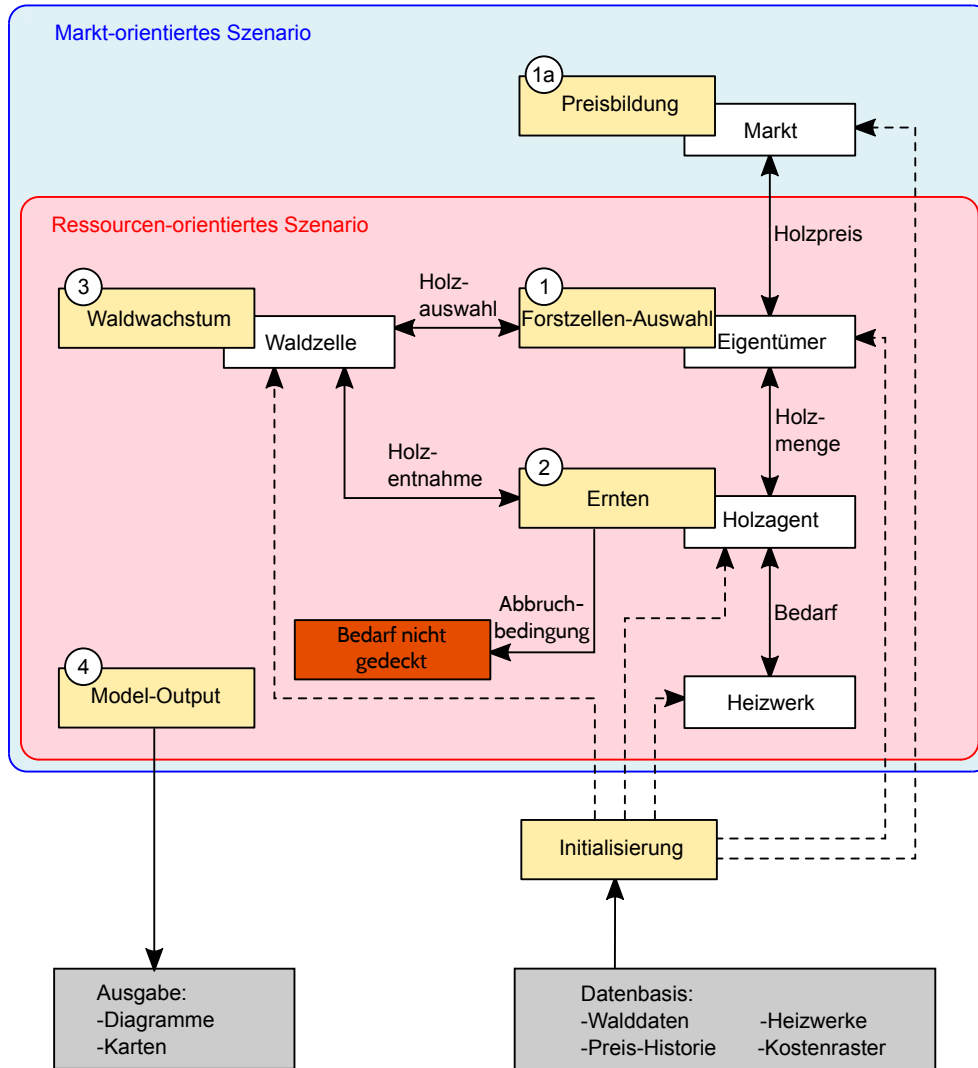 Markt-orientiertes Szenario
1a
Preisbildung
Markt
Ressourcen-orientiertes Szenario
Holzpreis
3
Waldwachstum
Waldzelle
Holz-
auswahl
1
Forstzellen-Auswahl
Eigentümer
Holz-
menge
Holz-
entnahme
2
Ernten
Holzagent
Abbruch-
bedingung
Bedarf
Bedarf nicht
gedeckt
4
Model-Output
Heizwerk
Initialisierung
Ausgabe:
-Diagramme
-Karten
Datenbasis:
-Walddaten -Heizwerke
-Preis-Historie -Kostenraster